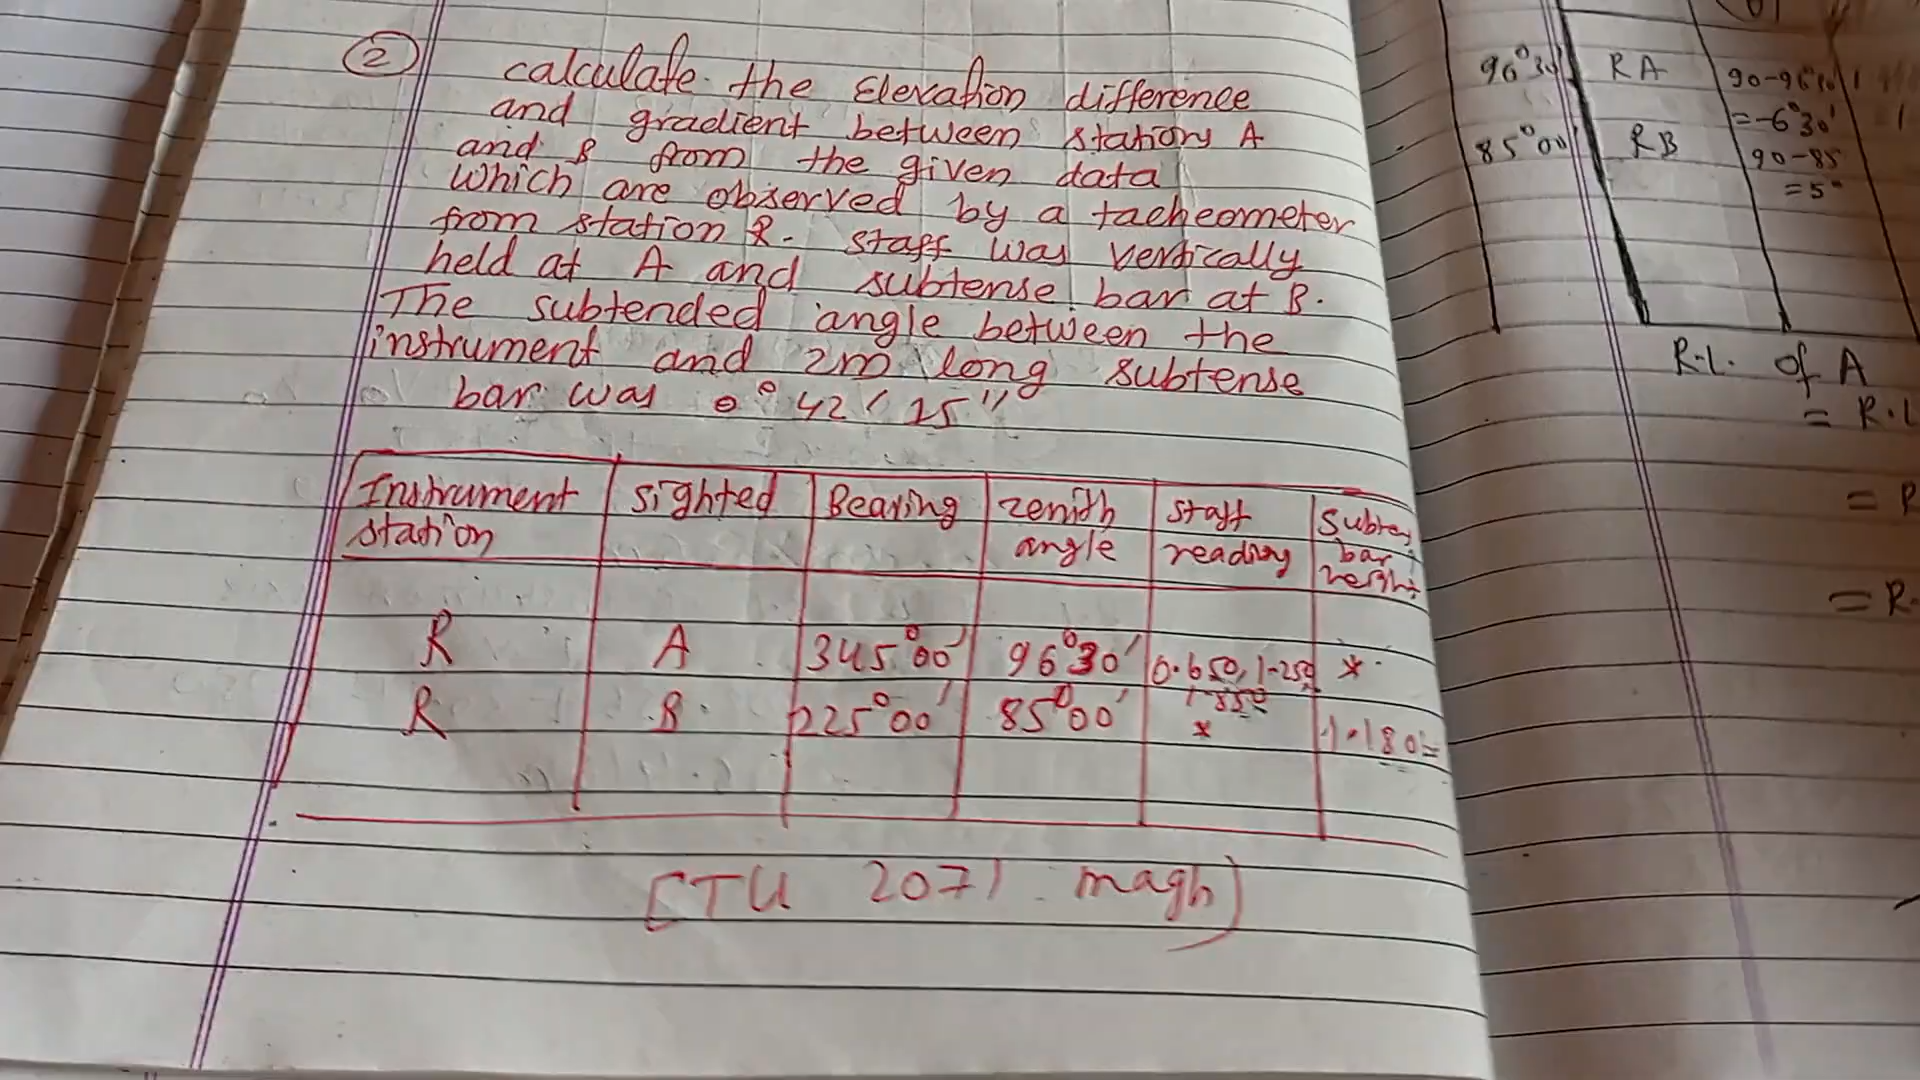 2
calculate the Elevation difference
and gradient between station A
and B from the given data
which are observed by a tacheometer
from station R. staff was vertically
held at A and subtense bar at B.
The subtended angle between the
instrument and 2m long subtense
bar was 0° 42' 25"
Instrument station | Sighted | Bearing | zenith angle | staff reading | bar
R | A | 345°00' | 96°30' | 0.650, 1.250, 1.850 | *
R | B | 225°00' | 85°00' | * | 1.180
[TU 2071 magh]
96°30' RA 90-96°30'
= -6°30'
85°00' RB 90-85
= 5°
R.L. of A
= R.L
= R
= R